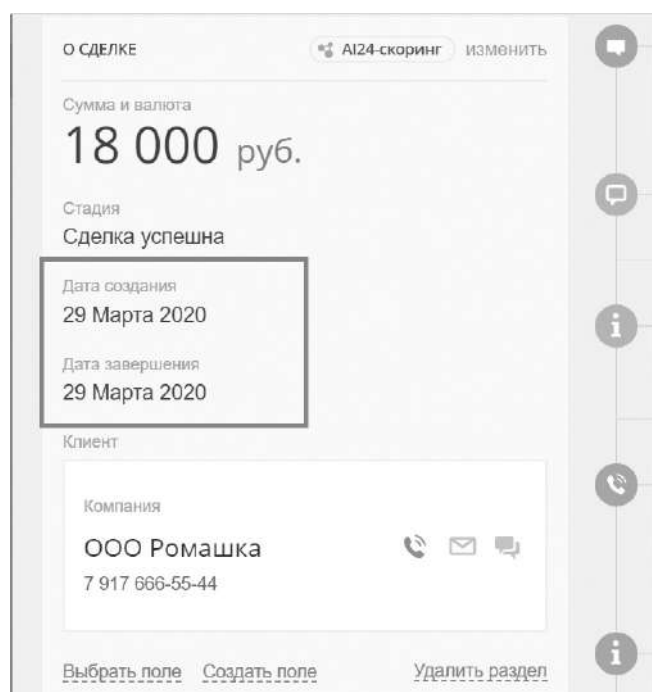 О СДЕЛКЕ AI24-скоринг изменить
Сумма и валюта
18 000 руб.
Стадия
Сделка успешна
Дата создания
29 Марта 2020
Дата завершения
29 Марта 2020
Клиент
Компания
ООО Ромашка
7 917 666-55-44
Выбрать поле Создать поле Удалить раздел